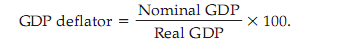 GDP deflator = Nominal GDP / Real GDP × 100.